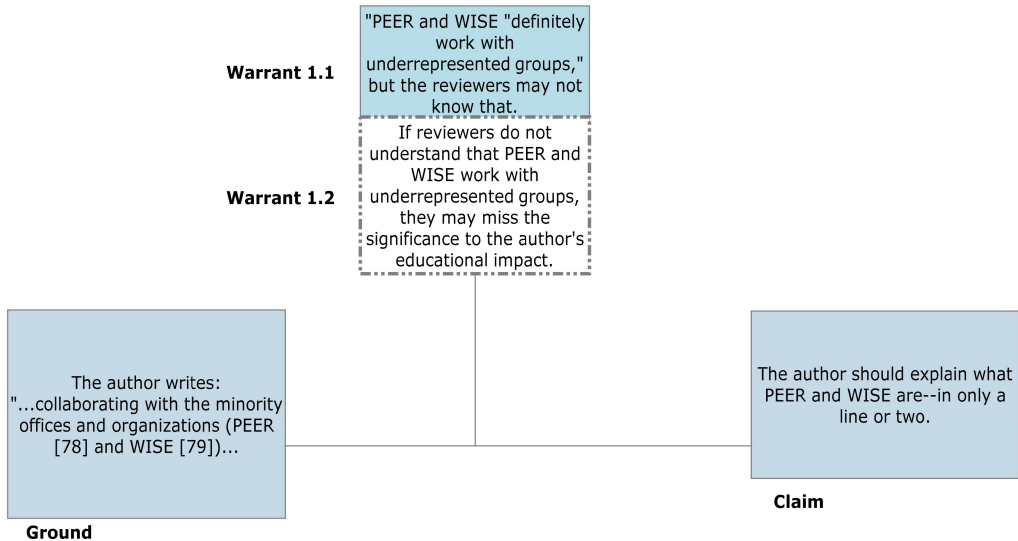 "PEER and WISE "definitely
work with
underrepresented groups,"
but the reviewers may not
know that.
Warrant 1.1
If reviewers do not
understand that PEER and
WISE work with
underrepresented groups,
they may miss the
significance to the author's
educational impact.
Warrant 1.2
The author writes:
"...collaborating with the minority
offices and organizations (PEER
[78] and WISE [79])...
Ground
The author should explain what
PEER and WISE are--in only a
line or two.
Claim